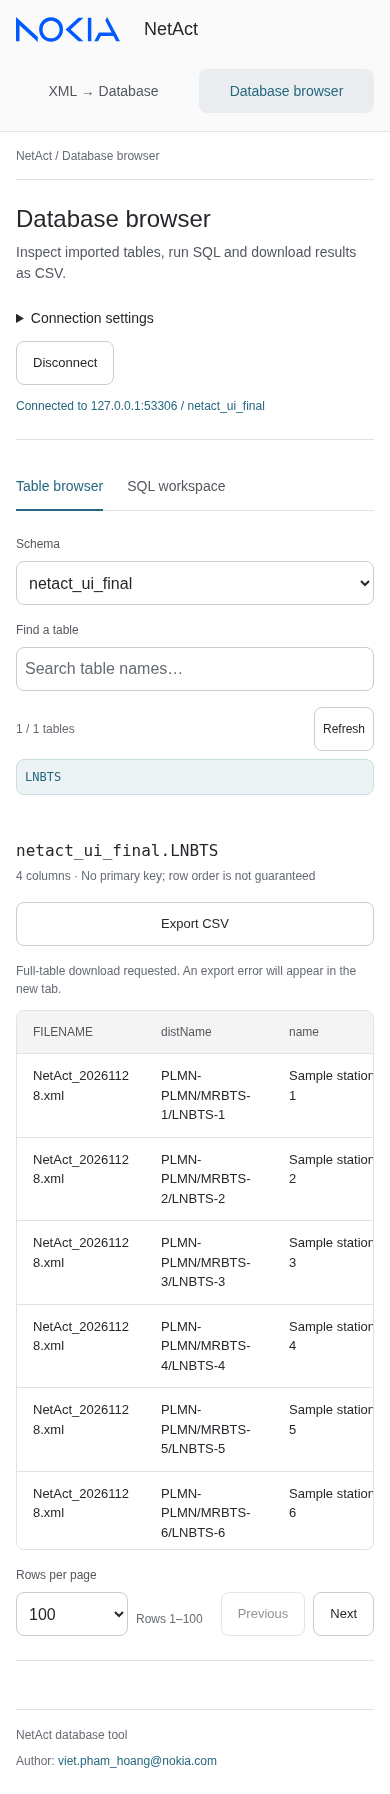 NOKIA NetAct
XML → Database Database browser
NetAct / Database browser
Database browser
Inspect imported tables, run SQL and download results
as CSV.
▶ Connection settings
Disconnect
Connected to 127.0.0.1:53306 / netact_ui_final
Table browser SQL workspace
Schema
netact_ui_final
Find a table
Search table names…
1 / 1 tables Refresh
LNBTS
netact_ui_final.LNBTS
4 columns · No primary key; row order is not guaranteed
Export CSV
Full-table download requested. An export error will appear in the
new tab.
FILENAME distName name
NetAct_2026112 PLMN- Sample station
8.xml PLMN/MRBTS- 1
1/LNBTS-1
NetAct_2026112 PLMN- Sample station
8.xml PLMN/MRBTS- 2
2/LNBTS-2
NetAct_2026112 PLMN- Sample station
8.xml PLMN/MRBTS- 3
3/LNBTS-3
NetAct_2026112 PLMN- Sample station
8.xml PLMN/MRBTS- 4
4/LNBTS-4
NetAct_2026112 PLMN- Sample station
8.xml PLMN/MRBTS- 5
5/LNBTS-5
NetAct_2026112 PLMN- Sample station
8.xml PLMN/MRBTS- 6
6/LNBTS-6
Rows per page
100 Rows 1–100 Previous Next
NetAct database tool
Author: viet.pham_hoang@nokia.com